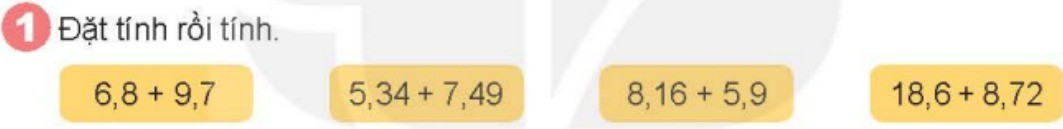 1 Đặt tính rồi tính.
6,8 + 9,7 5,34 + 7,49 8,16 + 5,9 18,6 + 8,72